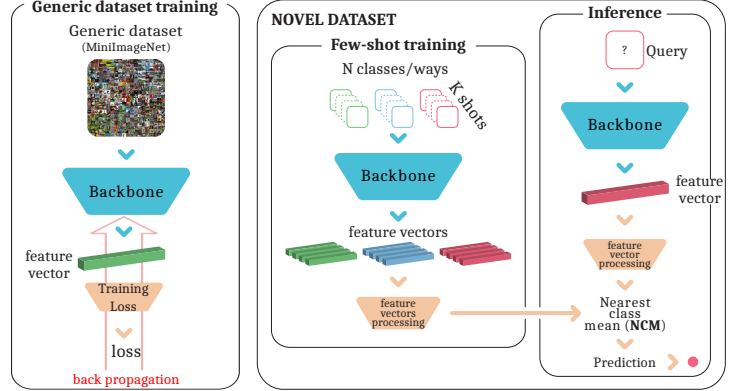 Generic dataset training
Generic dataset
(MiniImageNet)
Backbone
feature
vector
Training
Loss
loss
back propagation
NOVEL DATASET
Few-shot training
N classes/ways
K shots
Backbone
feature vectors
feature
vectors
processing
Inference
?
Query
Backbone
feature
vector
feature
vector
processing
Nearest
class
mean (NCM)
Prediction